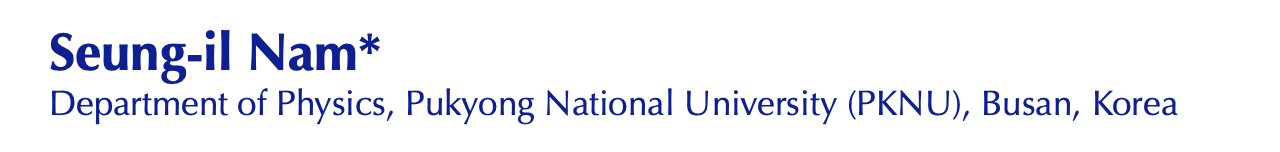 Seung-il Nam*
Department of Physics, Pukyong National University (PKNU), Busan, Korea